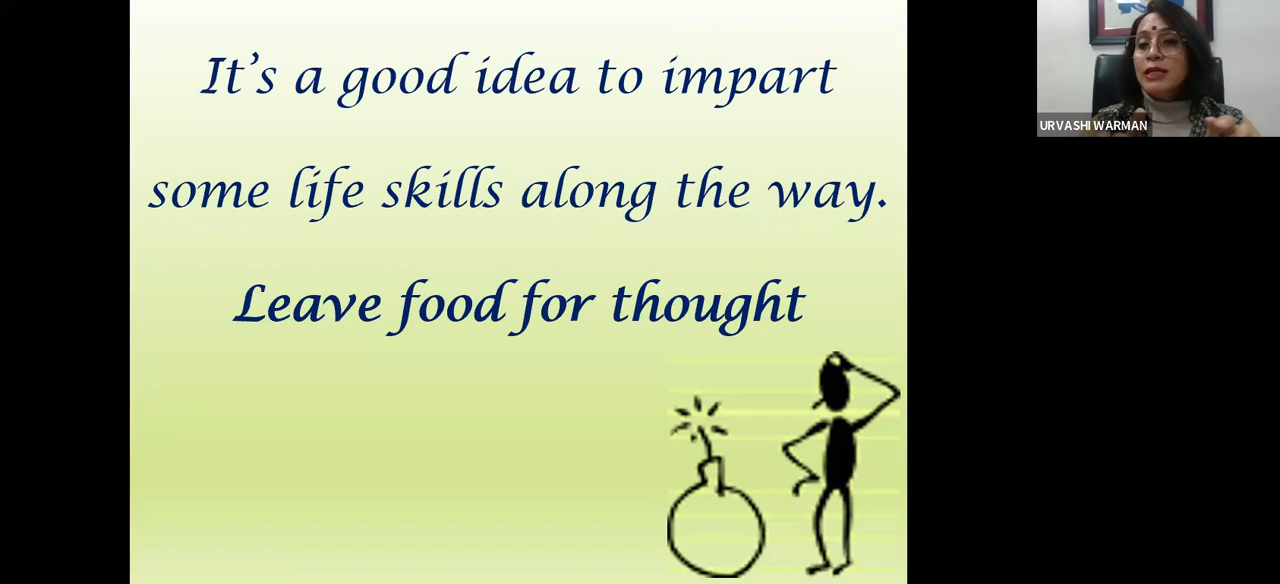 It's a good idea to impart
some life skills along the way.
Leave food for thought
URVASHI WARMAN